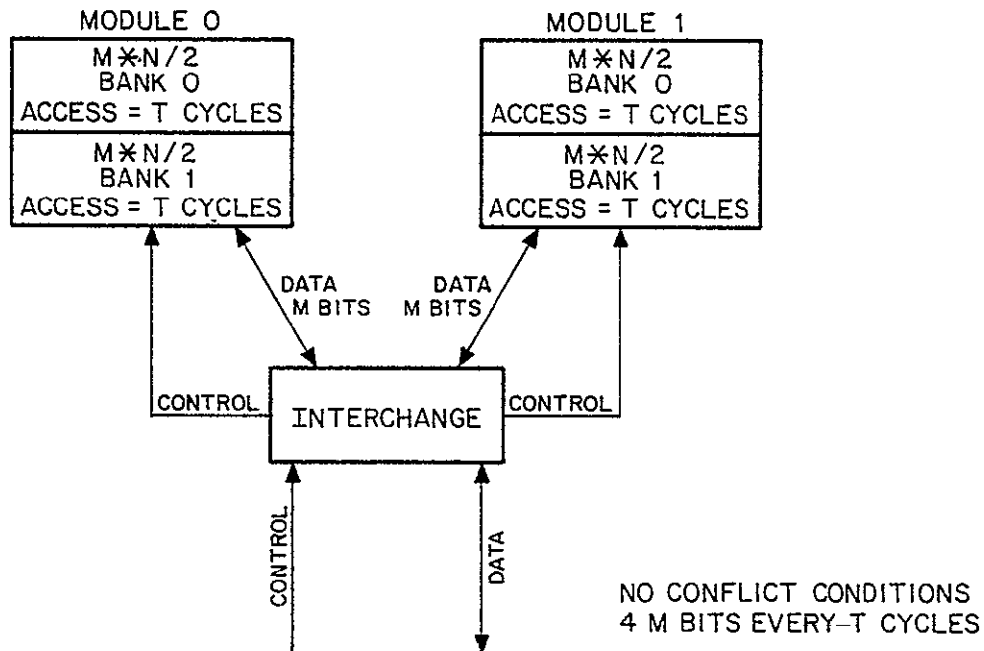 MODULE 0
M*N/2
BANK 0
ACCESS = T CYCLES
M*N/2
BANK 1
ACCESS = T CYCLES
MODULE 1
M*N/2
BANK 0
ACCESS = T CYCLES
M*N/2
BANK 1
ACCESS = T CYCLES
DATA
M BITS
DATA
M BITS
CONTROL
INTERCHANGE
CONTROL
CONTROL
DATA
NO CONFLICT CONDITIONS
4 M BITS EVERY-T CYCLES